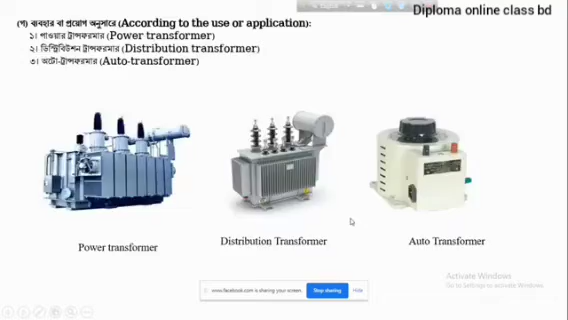 Diploma online class bd
(গ) ব্যবহার বা প্রয়োগ অনুসারে (According to the use or application):
১। পাওয়ার ট্রান্সফরমার (Power transformer)
২। ডিস্ট্রিবিউশন ট্রান্সফরমার (Distribution transformer)
৩। অটো-ট্রান্সফরমার (Auto-transformer)
Power transformer
Distribution Transformer
Auto Transformer
Activate Windows
Go to Settings to activate Windows.
www.facebook.com is sharing your screen. Stop sharing Hide